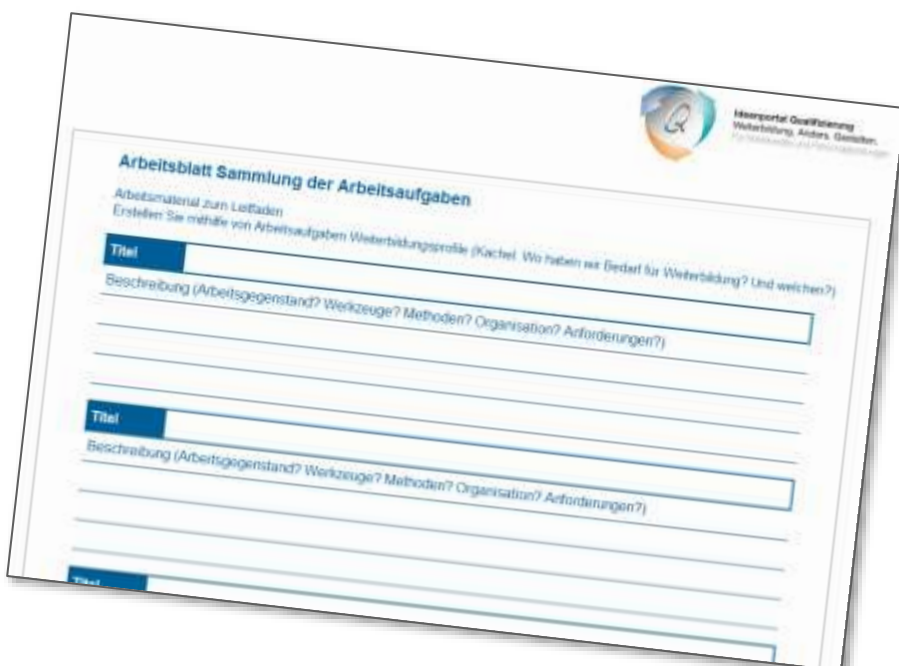 Q
Ideenportal Qualifizierung
Weiterbildung. Anders. Gestalten.
Arbeitsblatt Sammlung der Arbeitsaufgaben
Arbeitsmaterial zum Leitfaden
Erstellen Sie mithilfe von Arbeitsaufgaben Weiterbildungsprofile (Kachel: Wo haben wir Bedarf für Weiterbildung? Und welchen?)
Titel
Beschreibung (Arbeitsgegenstand? Werkzeuge? Methoden? Organisation? Anforderungen?)
Titel
Beschreibung (Arbeitsgegenstand? Werkzeuge? Methoden? Organisation? Anforderungen?)
Titel